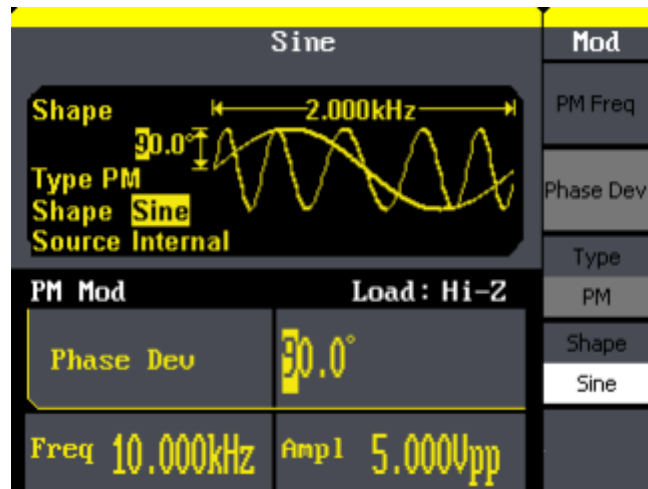 Sine
Mod
Shape
2.000kHz
PM Freq
90.0°
Type PM
Shape Sine
Source Internal
Phase Dev
Type
PM
PM Mod Load: Hi-Z
Phase Dev 90.0°
Shape
Sine
Freq 10.000kHz Ampl 5.000Vpp